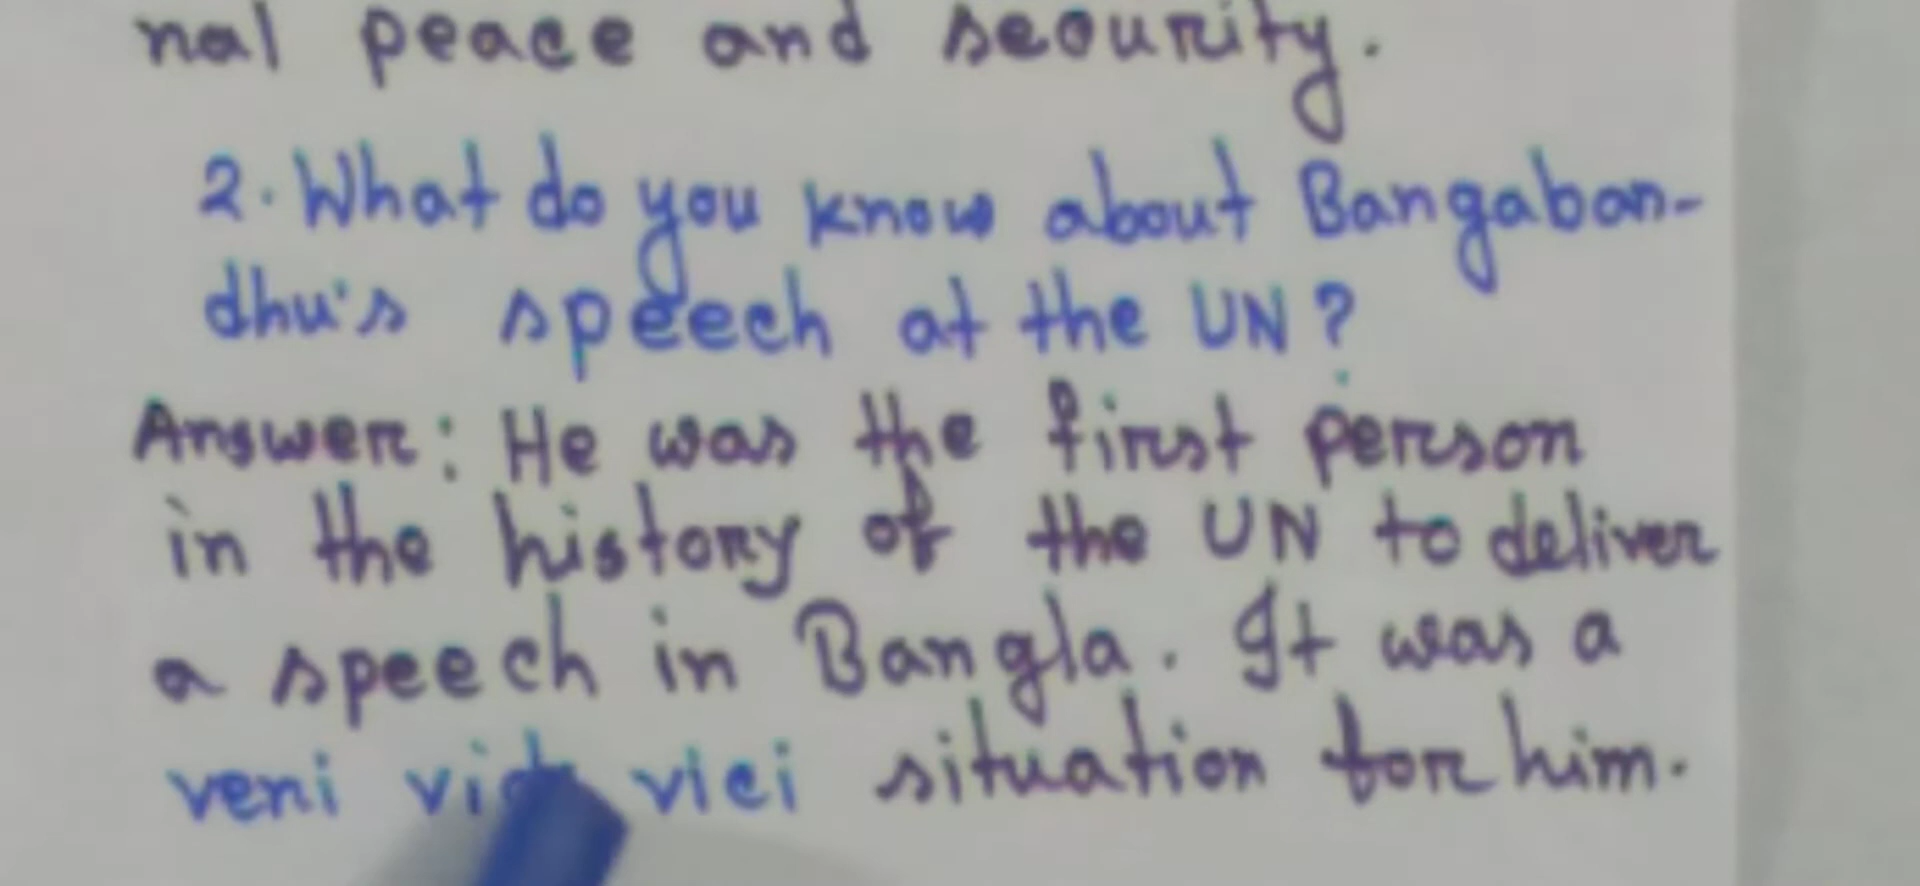 nal peace and security.
2. What do you know about Bangaban-
dhu's speech at the UN?
Answer: He was the first person
in the history of the UN to deliver
a speech in Bangla. It was a
veni vici situation for him.